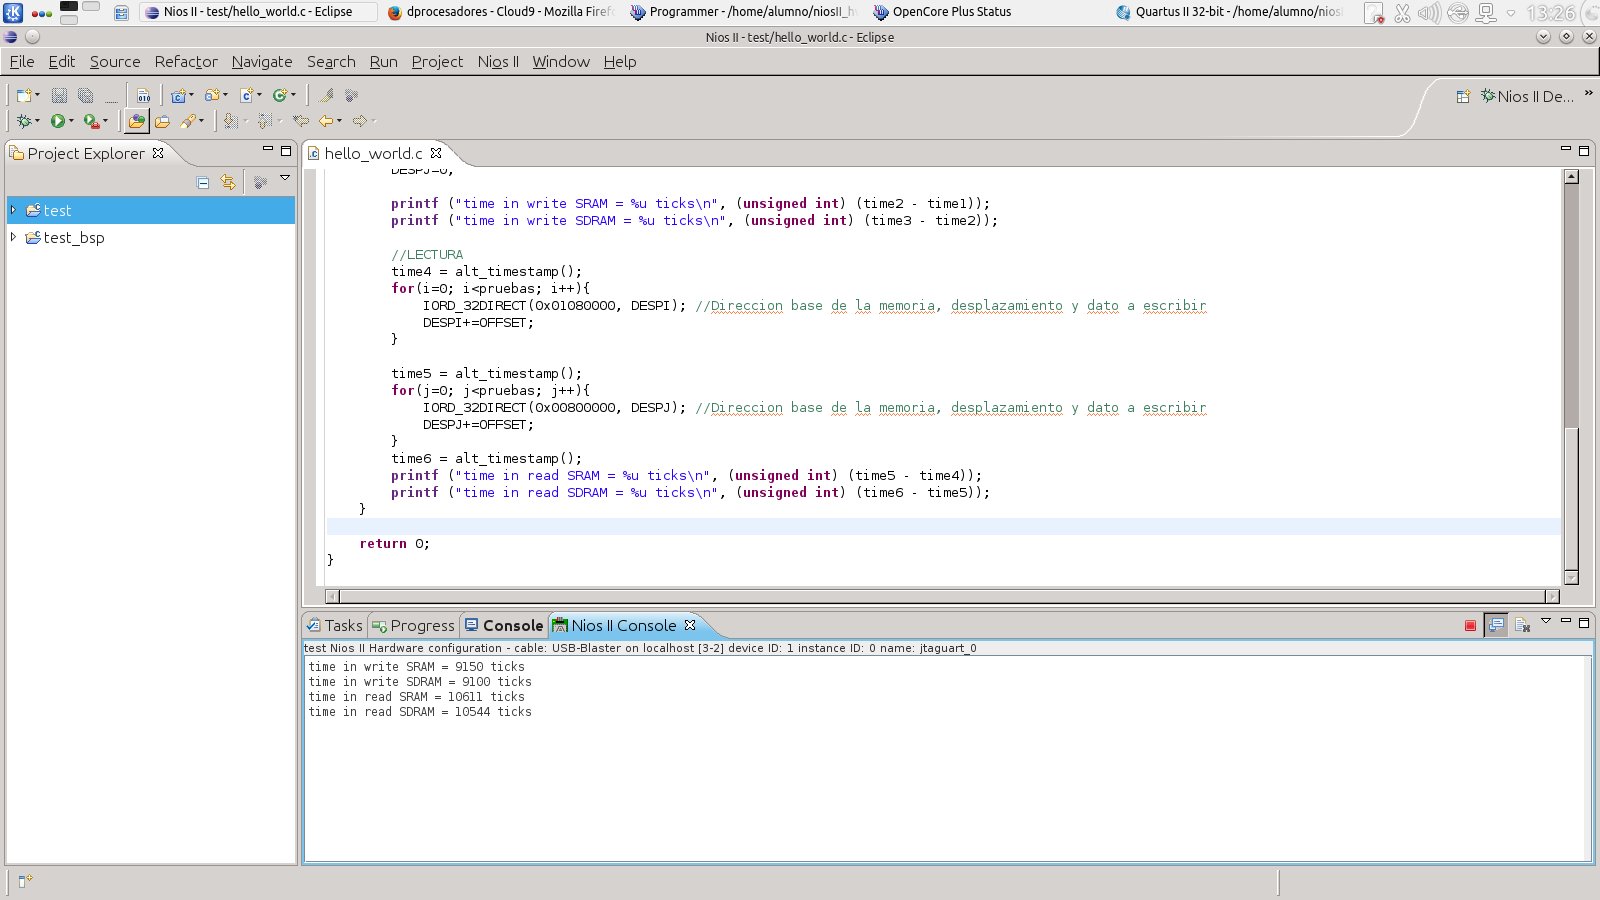 Nios II - test/hello_world.c - Eclipse
dprocesadores - Cloud9 - Mozilla Firef
Programmer - /home/alumno/niosII_h
OpenCore Plus Status
Quartus II 32-bit - /home/alumno/nios
13:26
Nios II - test/hello_world.c - Eclipse
File Edit Source Refactor Navigate Search Run Project Nios II Window Help
010
Nios II De... »
Project Explorer
hello_world.c
test
test_bsp
DESPJ=0;
printf ("time in write SRAM = %u ticks\n", (unsigned int) (time2 - time1));
printf ("time in write SDRAM = %u ticks\n", (unsigned int) (time3 - time2));
//LECTURA
time4 = alt_timestamp();
for(i=0; i<pruebas; i++){
IORD_32DIRECT(0x01080000, DESPI); //Direccion base de la memoria, desplazamiento y dato a escribir
DESPI+=OFFSET;
}
time5 = alt_timestamp();
for(j=0; j<pruebas; j++){
IORD_32DIRECT(0x00800000, DESPJ); //Direccion base de la memoria, desplazamiento y dato a escribir
DESPJ+=OFFSET;
}
time6 = alt_timestamp();
printf ("time in read SRAM = %u ticks\n", (unsigned int) (time5 - time4));
printf ("time in read SDRAM = %u ticks\n", (unsigned int) (time6 - time5));
}
return 0;
}
Tasks Progress Console Nios II Console
test Nios II Hardware configuration - cable: USB-Blaster on localhost [3-2] device ID: 1 instance ID: 0 name: jtaguart_0
time in write SRAM = 9150 ticks
time in write SDRAM = 9100 ticks
time in read SRAM = 10611 ticks
time in read SDRAM = 10544 ticks